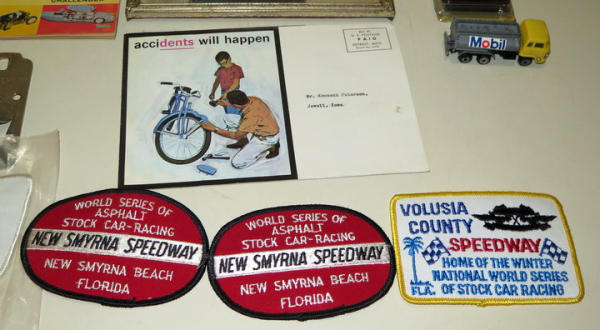 CHALLENGER
accidents will happen
PAID
Mr. Kenneth Peterson,
Jewell, Iowa.
Mobil
WORLD SERIES OF
ASPHALT
STOCK CAR-RACING
NEW SMYRNA SPEEDWAY
NEW SMYRNA BEACH
FLORIDA
WORLD SERIES OF
ASPHALT
STOCK CAR-RACING
NEW SMYRNA SPEEDWAY
NEW SMYRNA BEACH
FLORIDA
VOLUSIA
COUNTY
SPEEDWAY
HOME OF THE WINTER
NATIONAL WORLD SERIES
FLA. OF STOCK CAR RACING